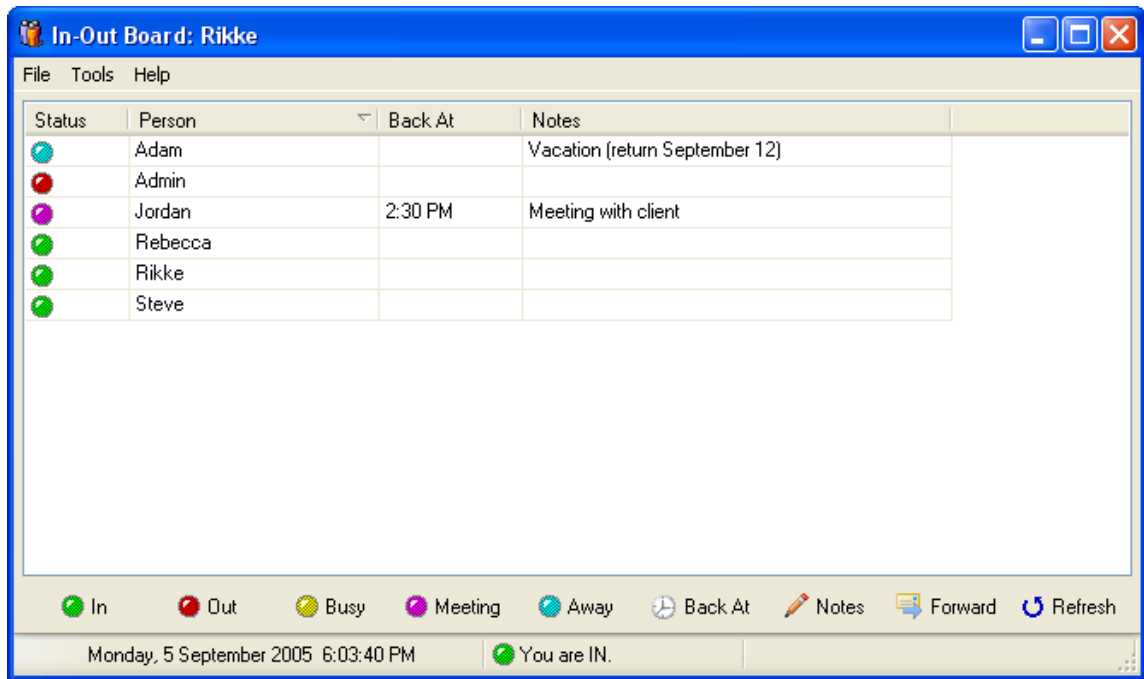 In-Out Board: Rikke
File Tools Help
Status Person Back At Notes
Adam Vacation (return September 12)
Admin
Jordan 2:30 PM Meeting with client
Rebecca
Rikke
Steve
In Out Busy Meeting Away Back At Notes Forward Refresh
Monday, 5 September 2005 6:03:40 PM You are IN.